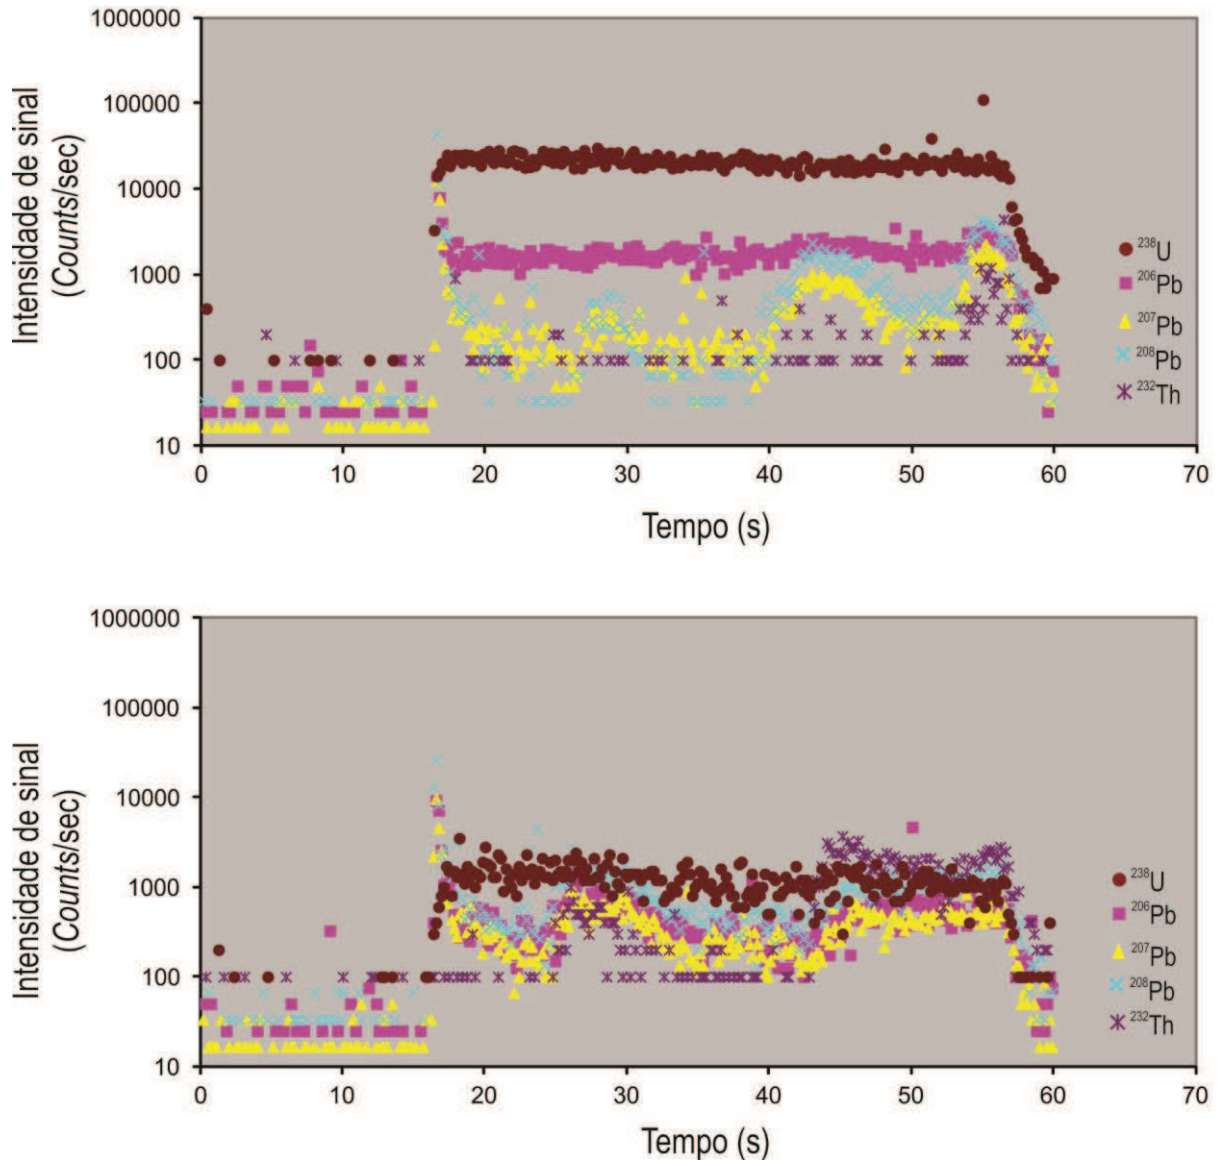 1000000
100000
10000
1000
100
10
Intensidade de sinal
(Counts/sec)
0 10 20 30 40 50 60 70
Tempo (s)
²³⁸U
²⁰⁶Pb
²⁰⁷Pb
²⁰⁸Pb
²³²Th
1000000
100000
10000
1000
100
10
Intensidade de sinal
(Counts/sec)
0 10 20 30 40 50 60 70
Tempo (s)
²³⁸U
²⁰⁶Pb
²⁰⁷Pb
²⁰⁸Pb
²³²Th